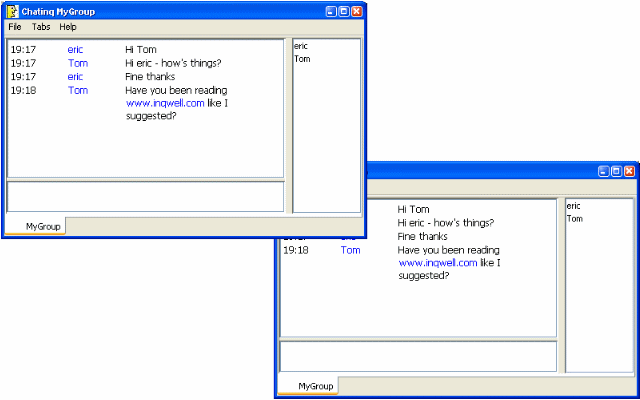 Chating MyGroup
File Tabs Help
19:17 eric Hi Tom
19:17 Tom Hi eric - how's things?
19:17 eric Fine thanks
19:18 Tom Have you been reading
www.inqwell.com like I
suggested?
eric
Tom
MyGroup
Hi Tom
Hi eric - how's things?
Fine thanks
19:18 Tom Have you been reading
www.inqwell.com like I
suggested?
eric
Tom
MyGroup